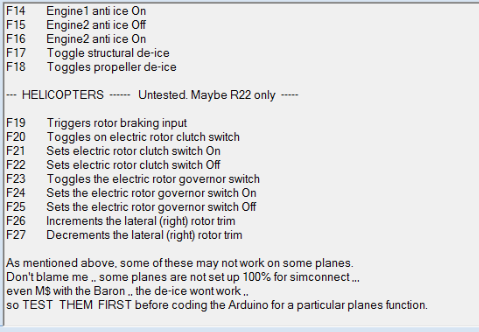 F14 Engine1 anti ice On
F15 Engine2 anti ice Off
F16 Engine2 anti ice On
F17 Toggle structural de-ice
F18 Toggles propeller de-ice
--- HELICOPTERS ------ Untested. Maybe R22 only -----
F19 Triggers rotor braking input
F20 Toggles on electric rotor clutch switch
F21 Sets electric rotor clutch switch On
F22 Sets electric rotor clutch switch Off
F23 Toggles the electric rotor governor switch
F24 Sets the electric rotor governor switch On
F25 Sets the electric rotor governor switch Off
F26 Increments the lateral (right) rotor trim
F27 Decrements the lateral (right) rotor trim
As mentioned above, some of these may not work on some planes.
Don't blame me ,, some planes are not set up 100% for simconnect ,,,
even M$ with the Baron ,, the de-ice wont work ,,
so TEST THEM FIRST before coding the Arduino for a particular planes function.